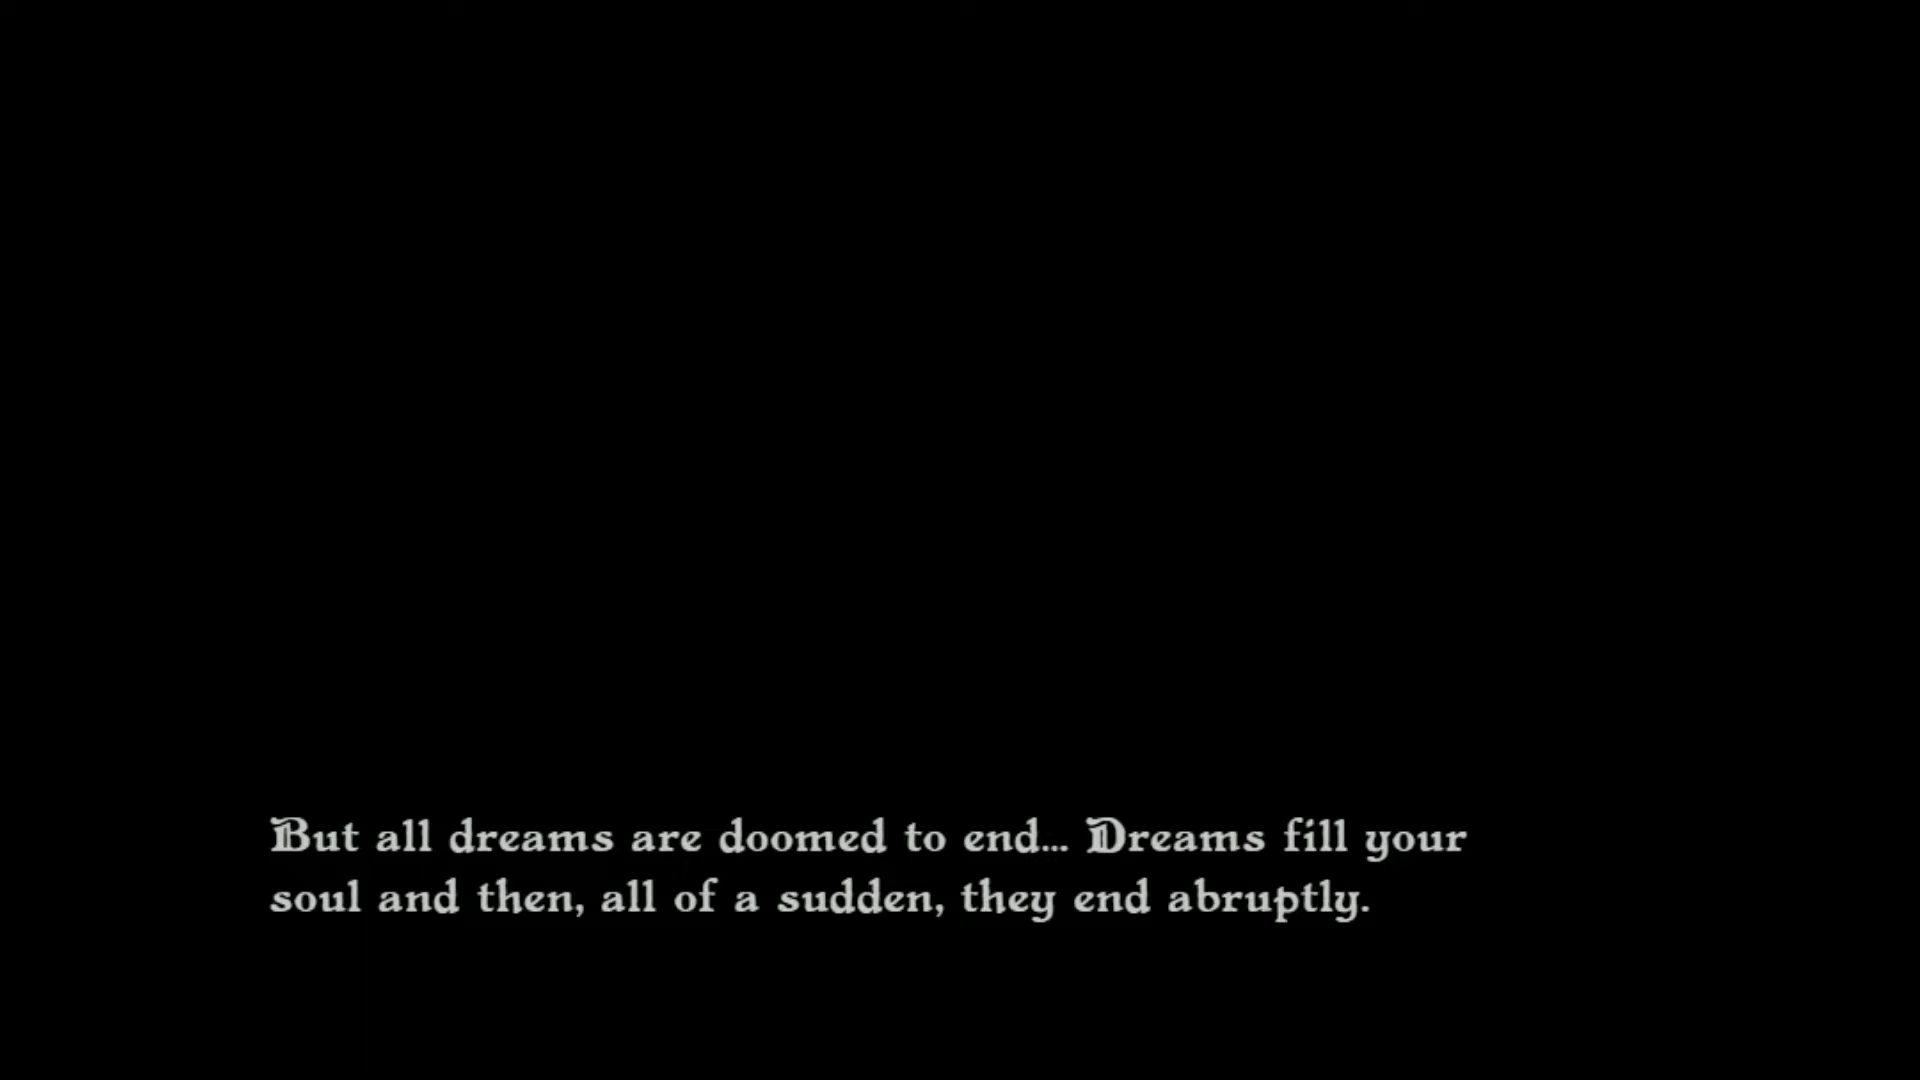 But all dreams are doomed to end... Dreams fill your
soul and then, all of a sudden, they end abruptly.